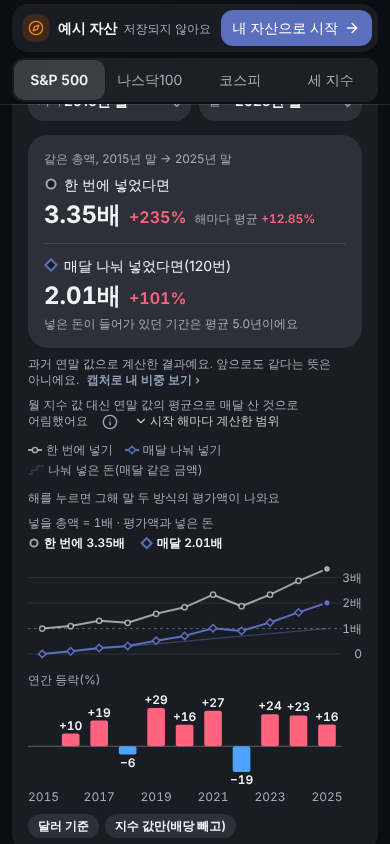 예시 자산 저장되지 않아요 내 자산으로 시작 →
S&P 500 나스닥100 코스피 세 지수
같은 총액, 2015년 말 → 2025년 말
한 번에 넣었다면
3.35배 +235% 해마다 평균 +12.85%
매달 나눠 넣었다면(120번)
2.01배 +101%
넣은 돈이 들어가 있던 기간은 평균 5.0년이에요
과거 연말 값으로 계산한 결과예요. 앞으로도 같다는 뜻은
아니에요. 캡처로 내 비중 보기 ›
월 지수 값 대신 연말 값의 평균으로 매달 산 것으로
어림했어요 시작 해마다 계산한 범위
한 번에 넣기 매달 나눠 넣기
나눠 넣은 돈(매달 같은 금액)
해를 누르면 그해 말 두 방식의 평가액이 나와요
넣을 총액 = 1배 · 평가액과 넣은 돈
한 번에 3.35배 매달 2.01배
3배
2배
1배
0
연간 등락(%)
+10 +19 −6 +29 +16 +27 −19 +24 +23 +16
2015 2017 2019 2021 2023 2025
달러 기준 지수 값만(배당 빼고)